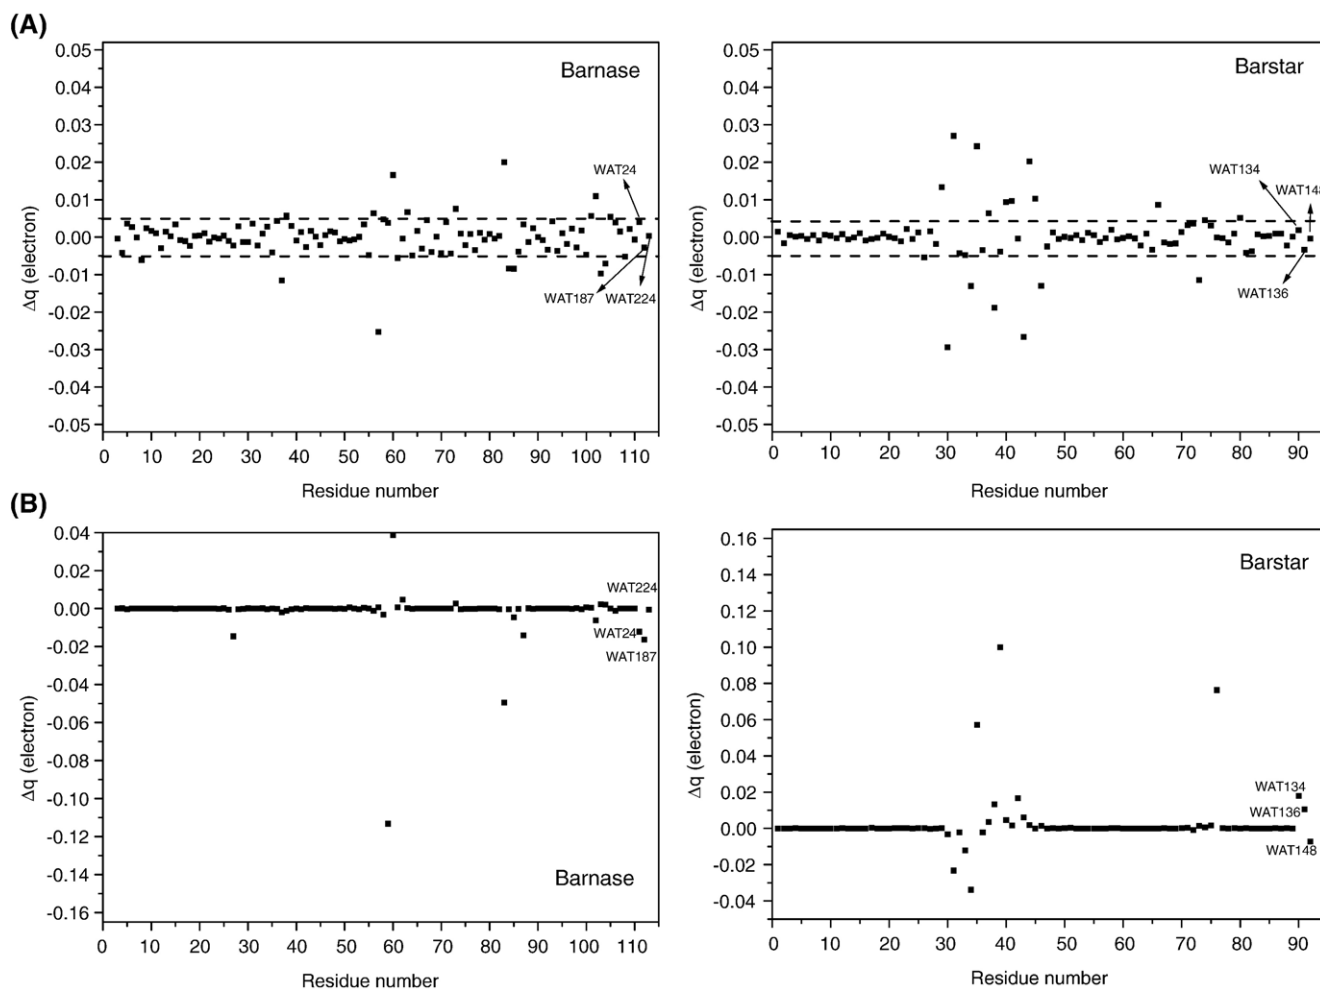 (A)
Barnase
0.05
0.04
0.03
0.02
0.01
0.00
-0.01
-0.02
-0.03
-0.04
-0.05
Δq (electron)
WAT24
WAT187
WAT224
0 10 20 30 40 50 60 70 80 90 100 110
Residue number
Barstar
0.05
0.04
0.03
0.02
0.01
0.00
-0.01
-0.02
-0.03
-0.04
-0.05
Δq (electron)
WAT134
WAT148
WAT136
0 10 20 30 40 50 60 70 80 90
Residue number
(B)
0.04
0.02
0.00
-0.02
-0.04
-0.06
-0.08
-0.10
-0.12
-0.14
-0.16
Δq (electron)
WAT224
WAT24
WAT187
Barnase
0 10 20 30 40 50 60 70 80 90 100 110
Residue number
0.16
0.14
0.12
0.10
0.08
0.06
0.04
0.02
0.00
-0.02
-0.04
Δq (electron)
Barstar
WAT134
WAT136
WAT148
0 10 20 30 40 50 60 70 80 90
Residue number